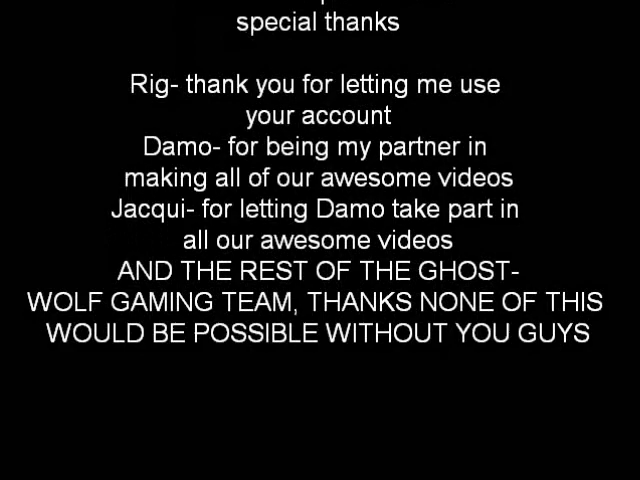 special thanks
Rig- thank you for letting me use
your account
Damo- for being my partner in
making all of our awesome videos
Jacqui- for letting Damo take part in
all our awesome videos
AND THE REST OF THE GHOST-
WOLF GAMING TEAM, THANKS NONE OF THIS
WOULD BE POSSIBLE WITHOUT YOU GUYS